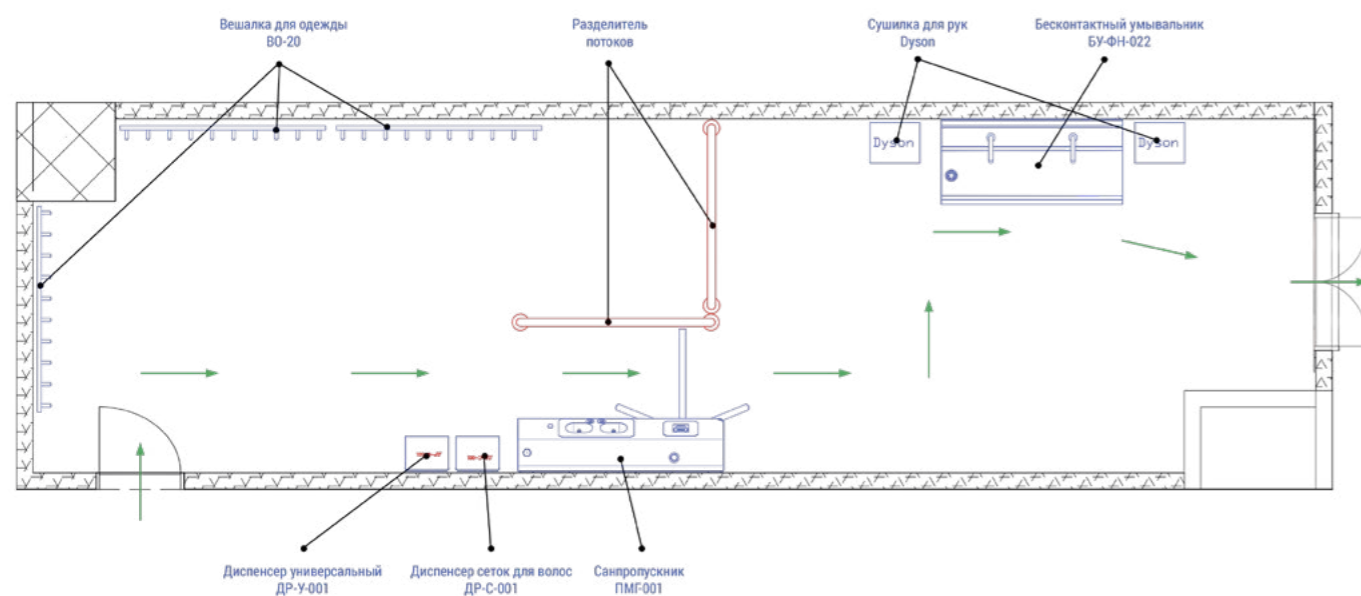 Вешалка для одежды
ВО-20
Разделитель
потоков
Сушилка для рук
Dyson
Бесконтактный умывальник
БУ-ФН-022
Dyson
Dyson
Диспенсер универсальный
ДР-У-001
Диспенсер сеток для волос
ДР-С-001
Санпропускник
ПМГ-001